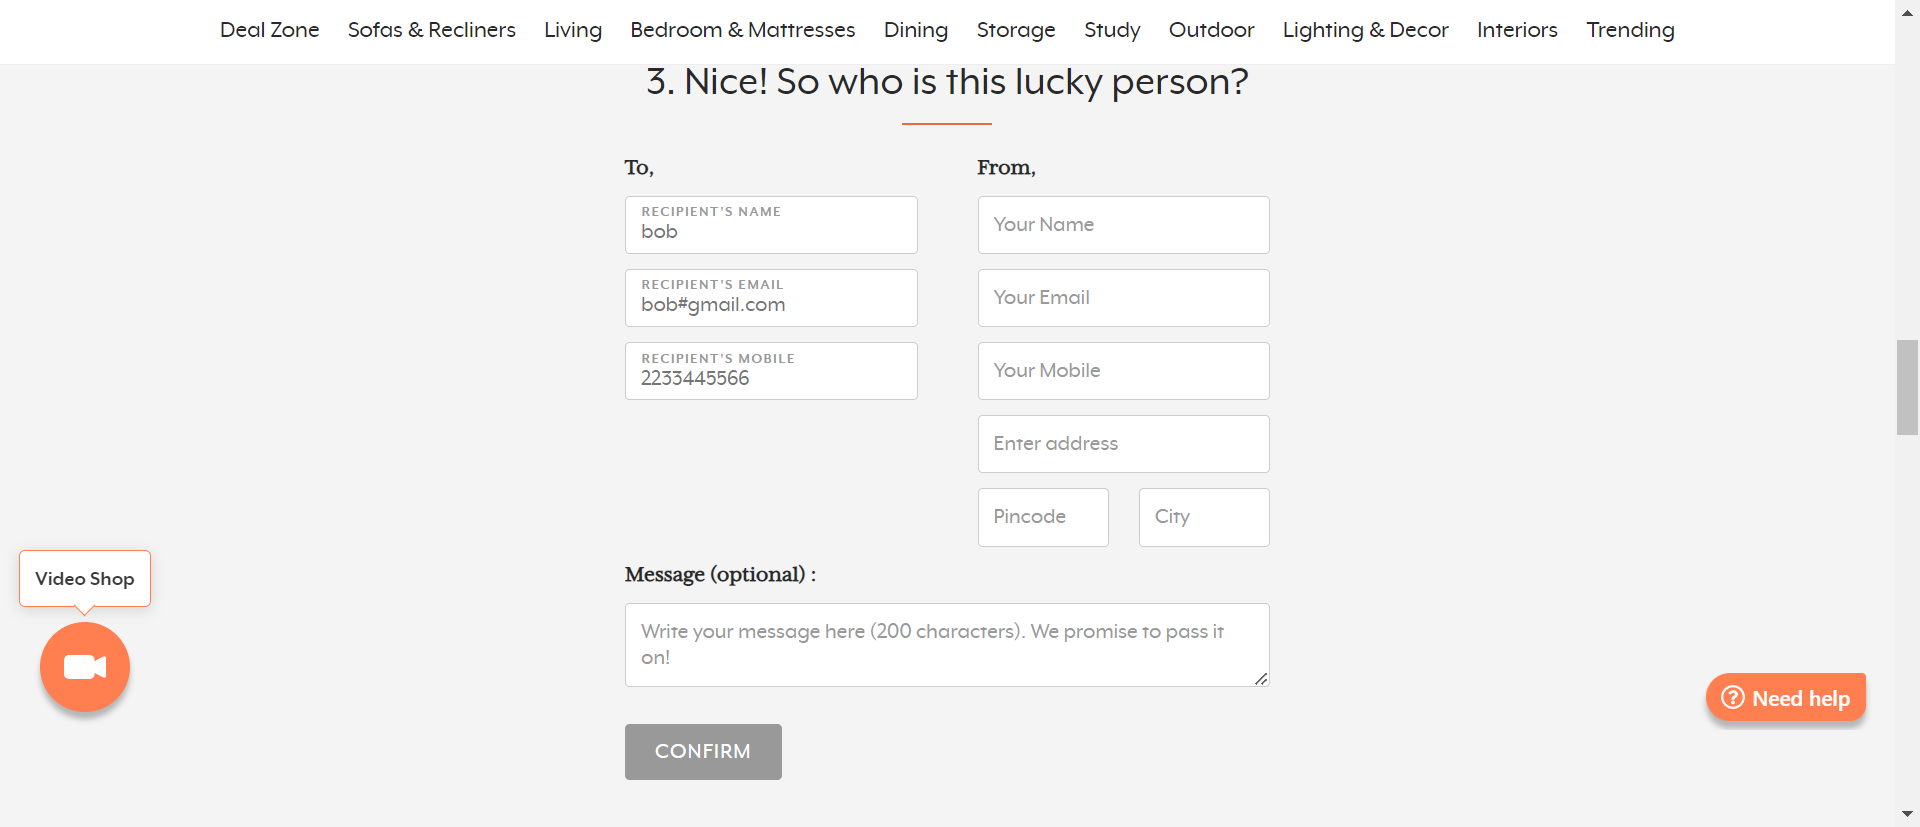 Deal Zone Sofas & Recliners Living Bedroom & Mattresses Dining Storage Study Outdoor Lighting & Decor Interiors Trending
3. Nice! So who is this lucky person?
To,
RECIPIENT'S NAME
bob
RECIPIENT'S EMAIL
bob#gmail.com
RECIPIENT'S MOBILE
2233445566
From,
Your Name
Your Email
Your Mobile
Enter address
Pincode City
Message (optional) :
Write your message here (200 characters). We promise to pass it
on!
CONFIRM
Video Shop
Need help